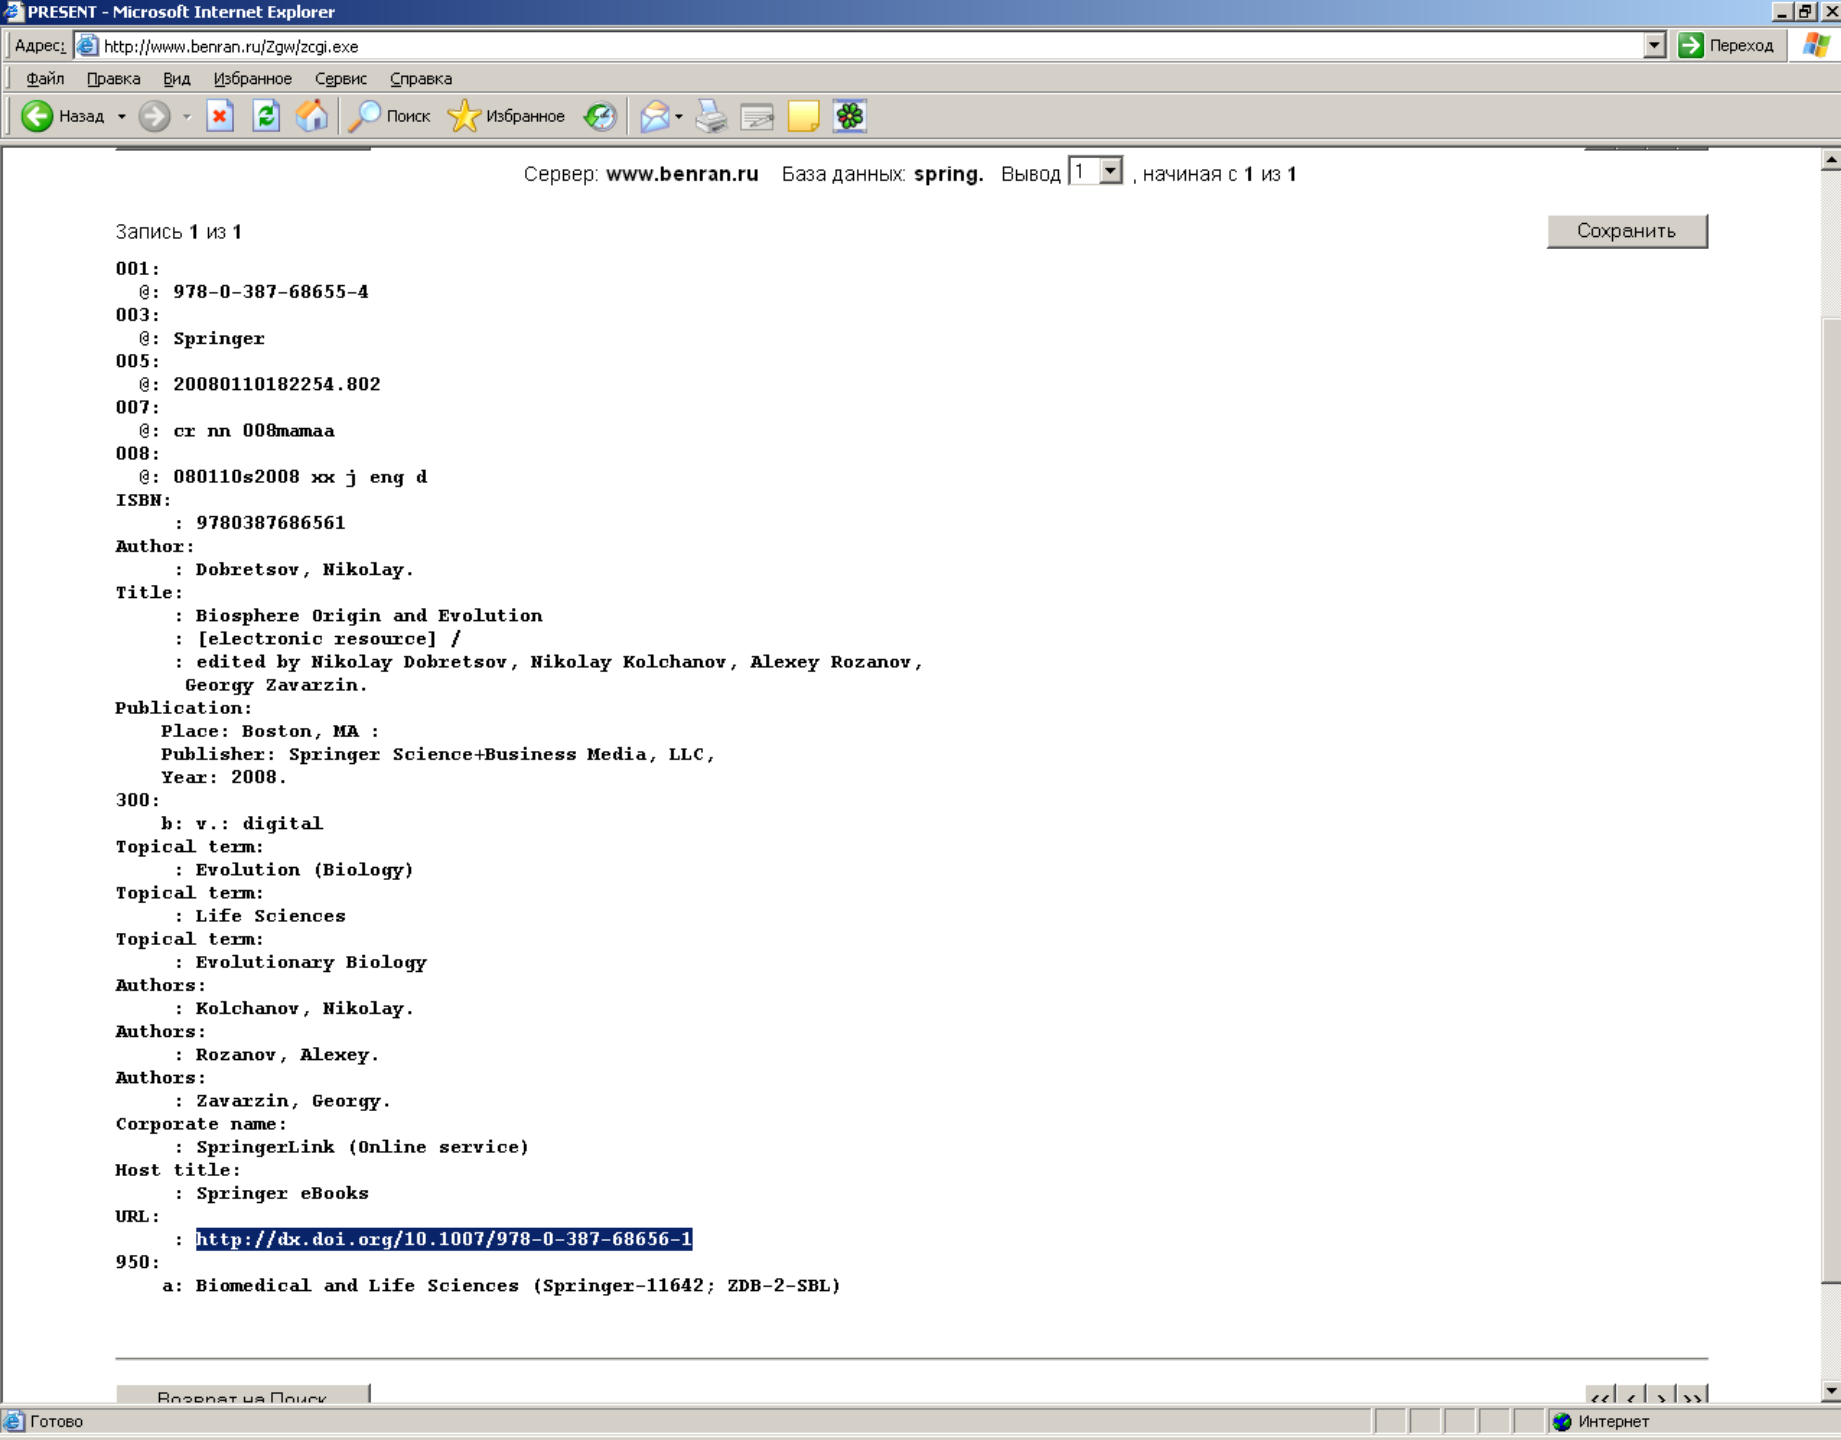 PRESENT - Microsoft Internet Explorer
Адрес: http://www.benran.ru/Zgw/zcgi.exe Переход
Файл Правка Вид Избранное Сервис Справка
Назад Поиск Избранное
Сервер: www.benran.ru База данных: spring. Вывод 1 , начиная с 1 из 1
Запись 1 из 1 Сохранить
001:
@: 978-0-387-68655-4
003:
@: Springer
005:
@: 20080110182254.802
007:
@: cr nn 008mamaa
008:
@: 080110s2008 xx j eng d
ISBN:
: 9780387686561
Author:
: Dobretsov, Nikolay.
Title:
: Biosphere Origin and Evolution
: [electronic resource] /
: edited by Nikolay Dobretsov, Nikolay Kolchanov, Alexey Rozanov,
Georgy Zavarzin.
Publication:
Place: Boston, MA :
Publisher: Springer Science+Business Media, LLC,
Year: 2008.
300:
b: v.: digital
Topical term:
: Evolution (Biology)
Topical term:
: Life Sciences
Topical term:
: Evolutionary Biology
Authors:
: Kolchanov, Nikolay.
Authors:
: Rozanov, Alexey.
Authors:
: Zavarzin, Georgy.
Corporate name:
: SpringerLink (Online service)
Host title:
: Springer eBooks
URL:
: http://dx.doi.org/10.1007/978-0-387-68656-1
950:
a: Biomedical and Life Sciences (Springer-11642; ZDB-2-SBL)
Возврат на Поиск << < > >>
Готово Интернет